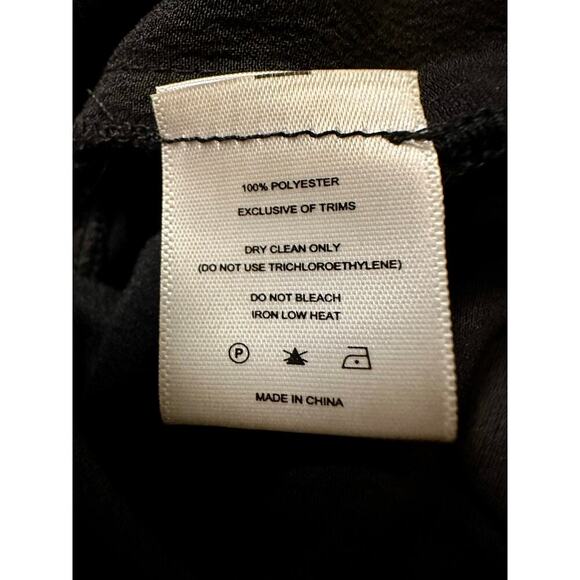 100% POLYESTER
EXCLUSIVE OF TRIMS
DRY CLEAN ONLY
(DO NOT USE TRICHLOROETHYLENE)
DO NOT BLEACH
IRON LOW HEAT
P
MADE IN CHINA